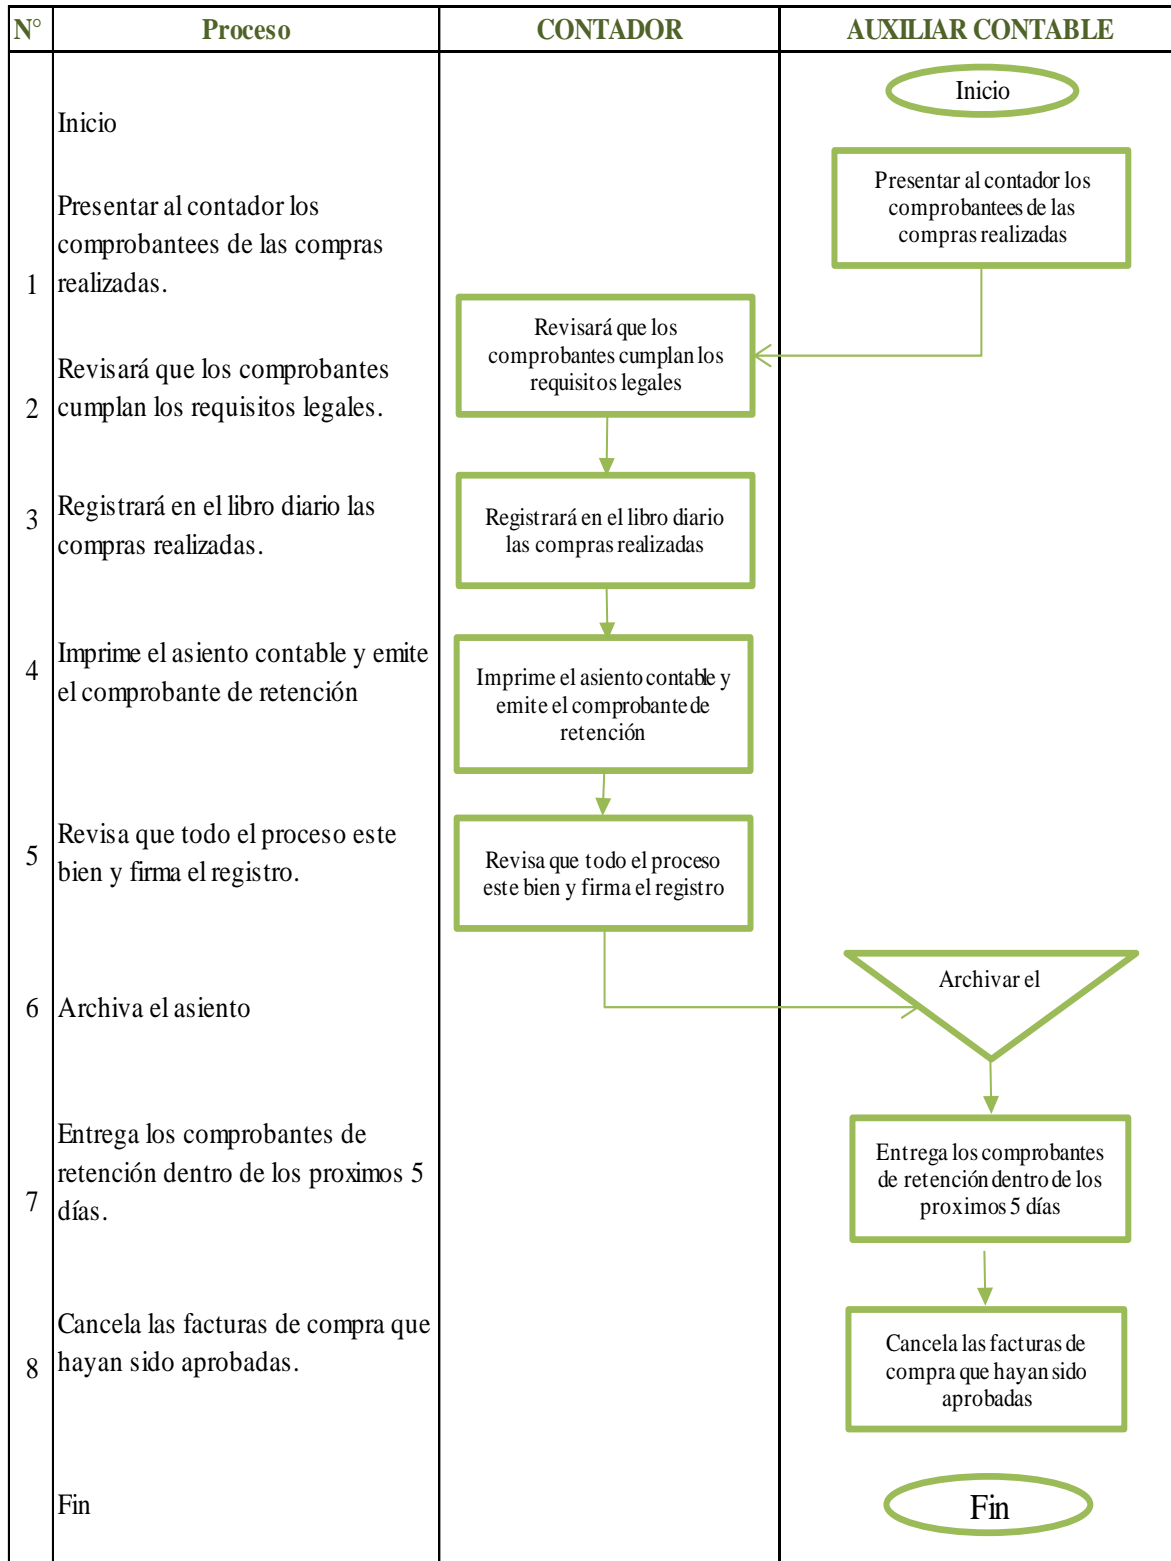 N° Proceso CONTADOR AUXILIAR CONTABLE
Inicio
Inicio
Presentar al contador los
comprobantees de las compras
1 realizadas.
Presentar al contador los
comprobantees de las
compras realizadas
Revisará que los comprobantes
2 cumplan los requisitos legales.
Revisará que los
comprobantes cumplan los
requisitos legales
3 Registrará en el libro diario las
compras realizadas.
Registrará en el libro diario
las compras realizadas
4 Imprime el asiento contable y emite
el comprobante de retención
Imprime el asiento contable y
emite el comprobante de
retención
5 Revisa que todo el proceso este
bien y firma el registro.
Revisa que todo el proceso
este bien y firma el registro
6 Archiva el asiento
Archivar el
Entrega los comprobantes de
retención dentro de los proximos 5
7 días.
Entrega los comprobantes
de retención dentro de los
proximos 5 días
Cancela las facturas de compra que
8 hayan sido aprobadas.
Cancela las facturas de
compra que hayan sido
aprobadas
Fin
Fin